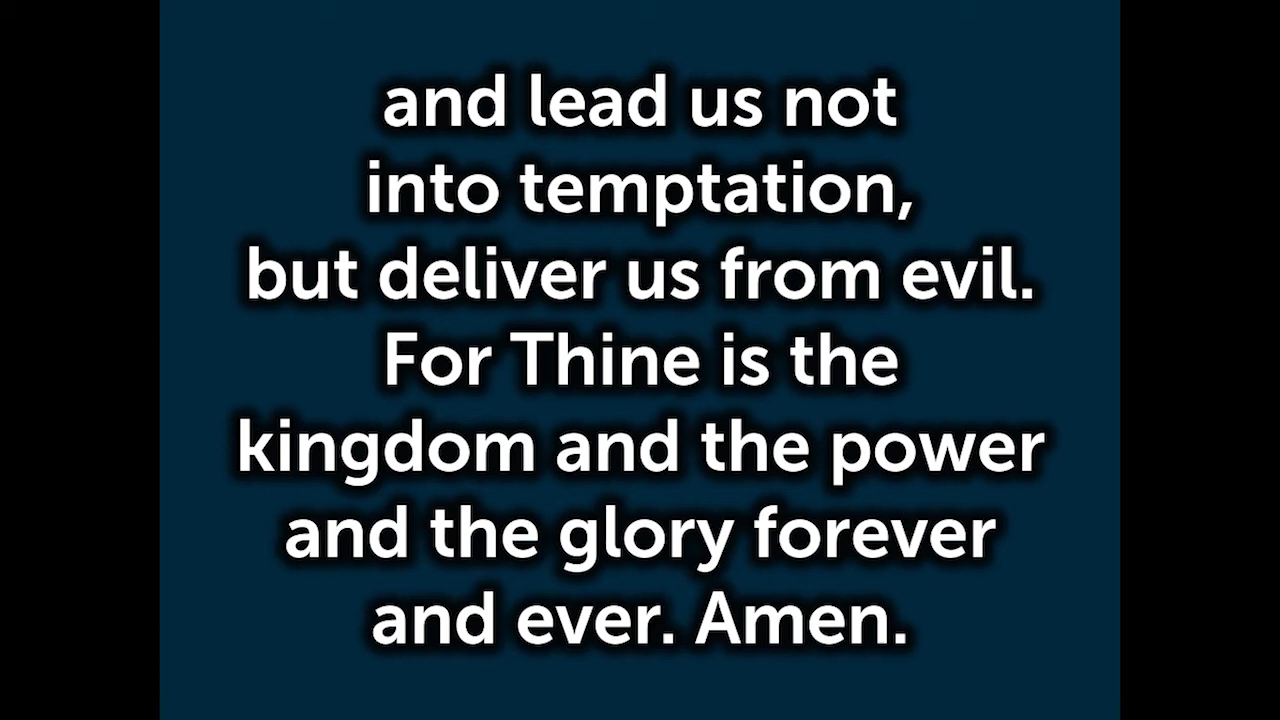 and lead us not
into temptation,
but deliver us from evil.
For Thine is the
kingdom and the power
and the glory forever
and ever. Amen.